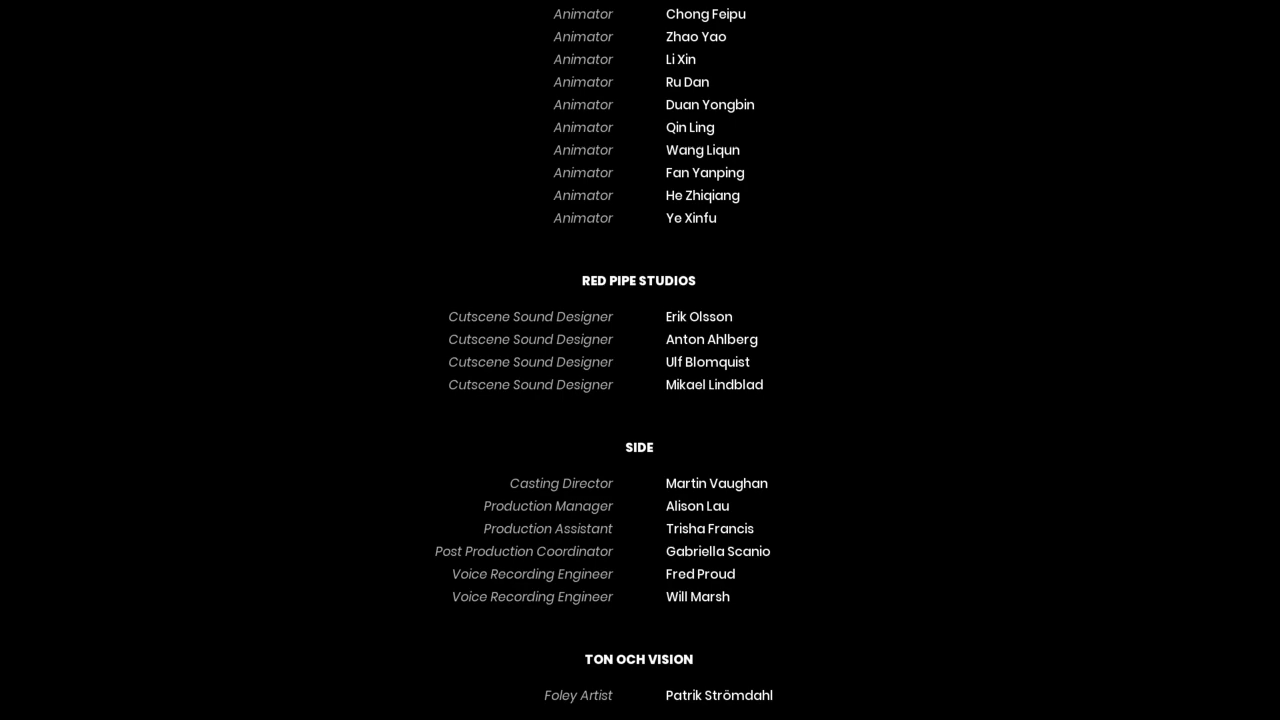 Animator Chong Feipu
Animator Zhao Yao
Animator Li Xin
Animator Ru Dan
Animator Duan Yongbin
Animator Qin Ling
Animator Wang Liqun
Animator Fan Yanping
Animator He Zhiqiang
Animator Ye Xinfu
RED PIPE STUDIOS
Cutscene Sound Designer Erik Olsson
Cutscene Sound Designer Anton Ahlberg
Cutscene Sound Designer Ulf Blomquist
Cutscene Sound Designer Mikael Lindblad
SIDE
Casting Director Martin Vaughan
Production Manager Alison Lau
Production Assistant Trisha Francis
Post Production Coordinator Gabriella Scanio
Voice Recording Engineer Fred Proud
Voice Recording Engineer Will Marsh
TON OCH VISION
Foley Artist Patrik Strömdahl